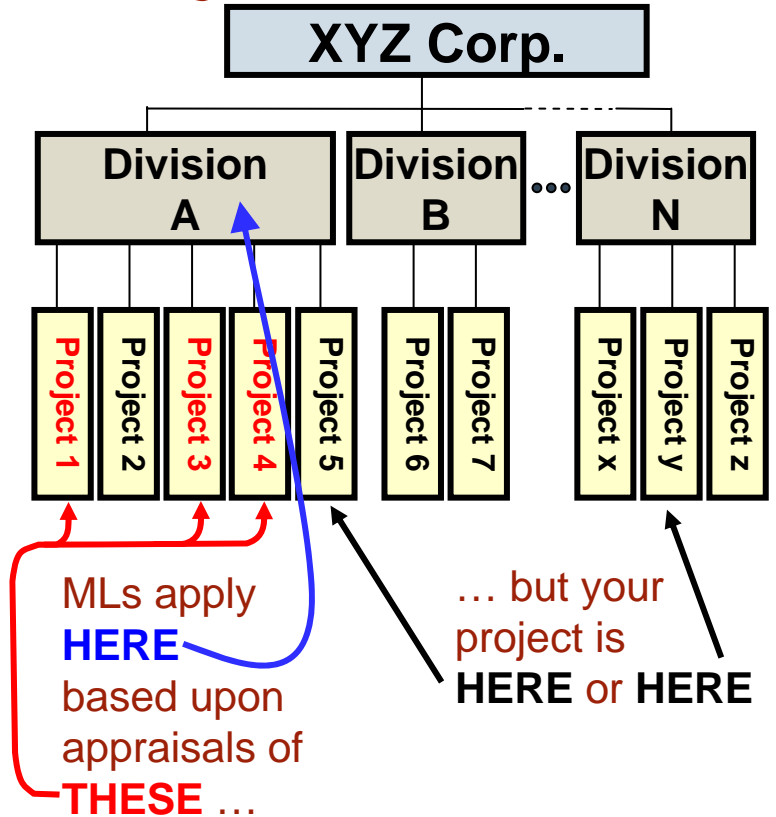 XYZ Corp.
Division
A
Division
B
Division
N
Project 1
Project 2
Project 3
Project 4
Project 5
Project 6
Project 7
Project x
Project y
Project z
MLs apply
HERE
based upon
appraisals of
THESE …
… but your
project is
HERE or HERE